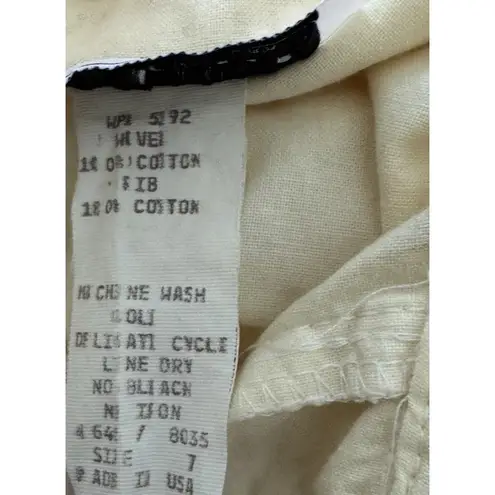 WPL 5192
WOVEN
100% COTTON
RIB
100% COTTON
MACHINE WASH
COLD
DELICATE CYCLE
LINE DRY
NO BLEACH
NO IRON
8035
SIZE 7
MADE IN USA